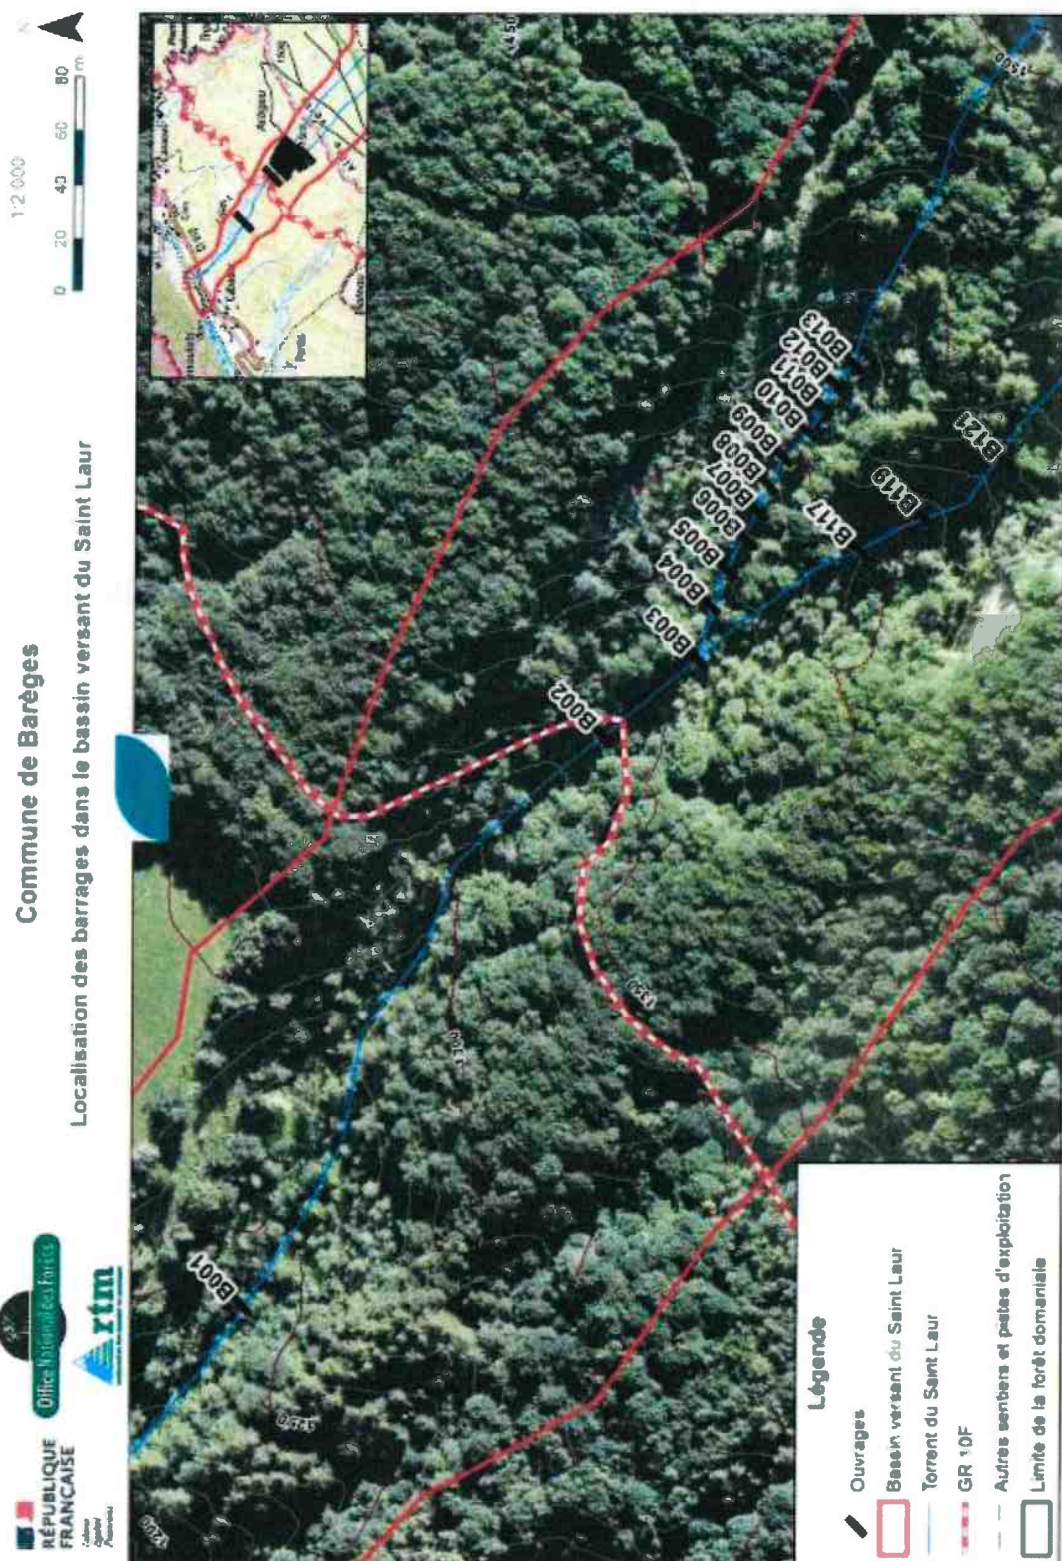 RÉPUBLIQUE
FRANÇAISE
Office National des Forêts
rtm
Commune de Barèges
Localisation des barrages dans le bassin versant du Saint Laur
1:2 000
0 20 40 60 80
m
B001
B002
B003
B004
B005
B006
B007
B008
B009
B010
B011
B012
B013
B117
B119
B121
1350
1450
1500
Légende
Ouvrages
Bassin versant du Saint Laur
Torrent du Saint Laur
GR 10F
Autres sentiers et pistes d'exploitation
Limite de la forêt domaniale